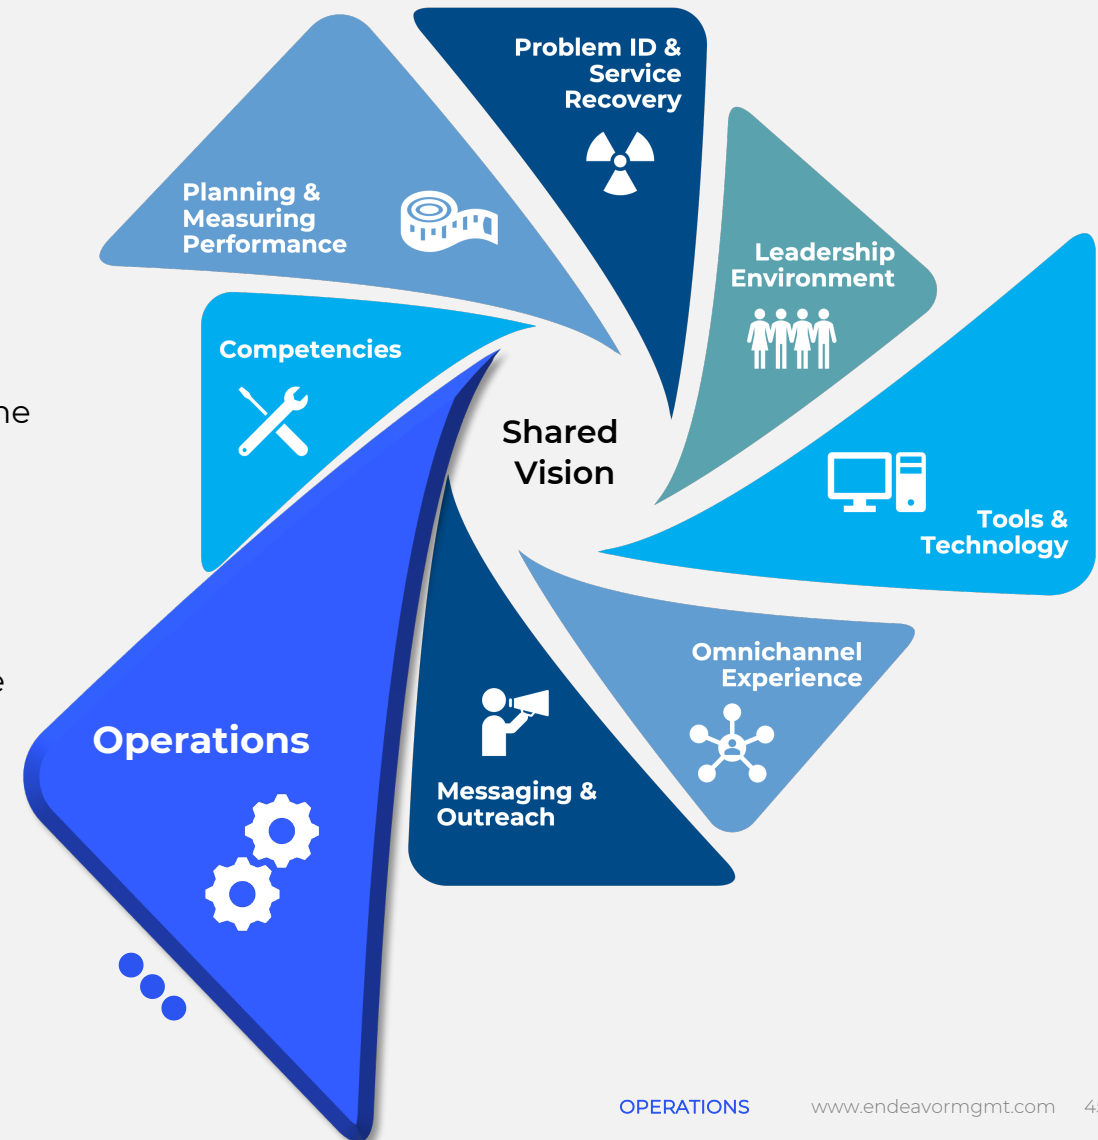 Problem ID &
Service
Recovery
Planning &
Measuring
Performance
Leadership
Environment
Competencies
Shared
Vision
Tools &
Technology
Omnichannel
Experience
Operations
Messaging &
Outreach
OPERATIONS www.endeavormgmt.com